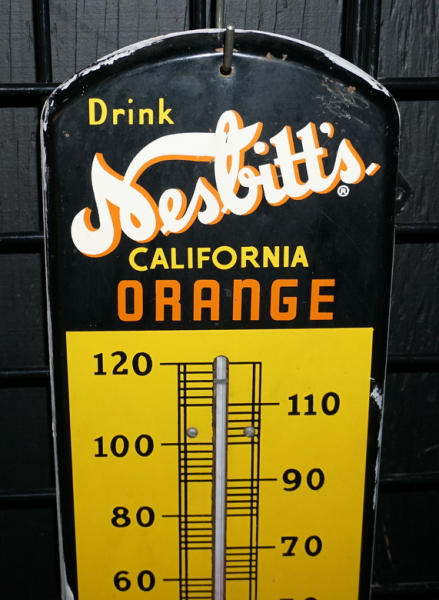 Drink
Nesbitt's
®
CALIFORNIA
ORANGE
120
110
100
90
80
70
60